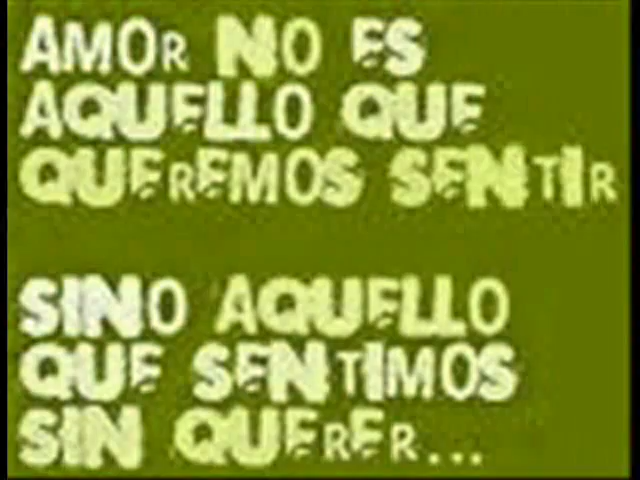 AMOR NO ES
AQUELLO QUE
QUEREMOS SENTIR
SINO AQUELLO
QUE SENTIMOS
SIN QUERER...